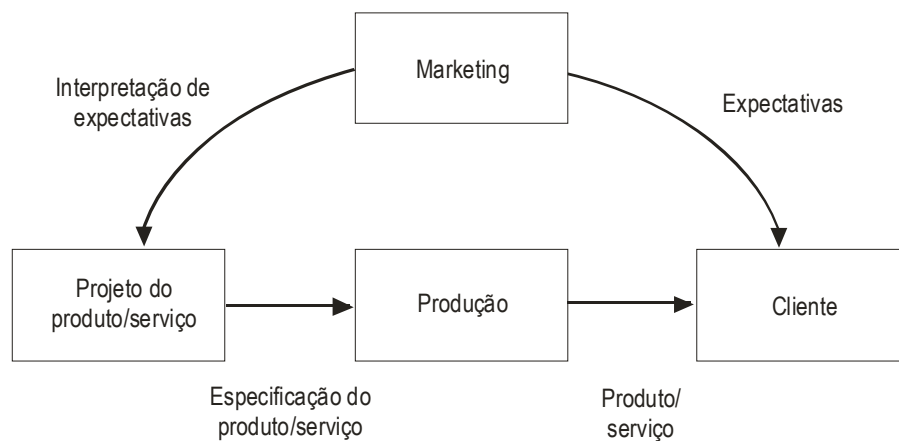 Marketing
Interpretação de
expectativas
Expectativas
Projeto do
produto/serviço
Produção
Cliente
Especificação do
produto/serviço
Produto/
serviço